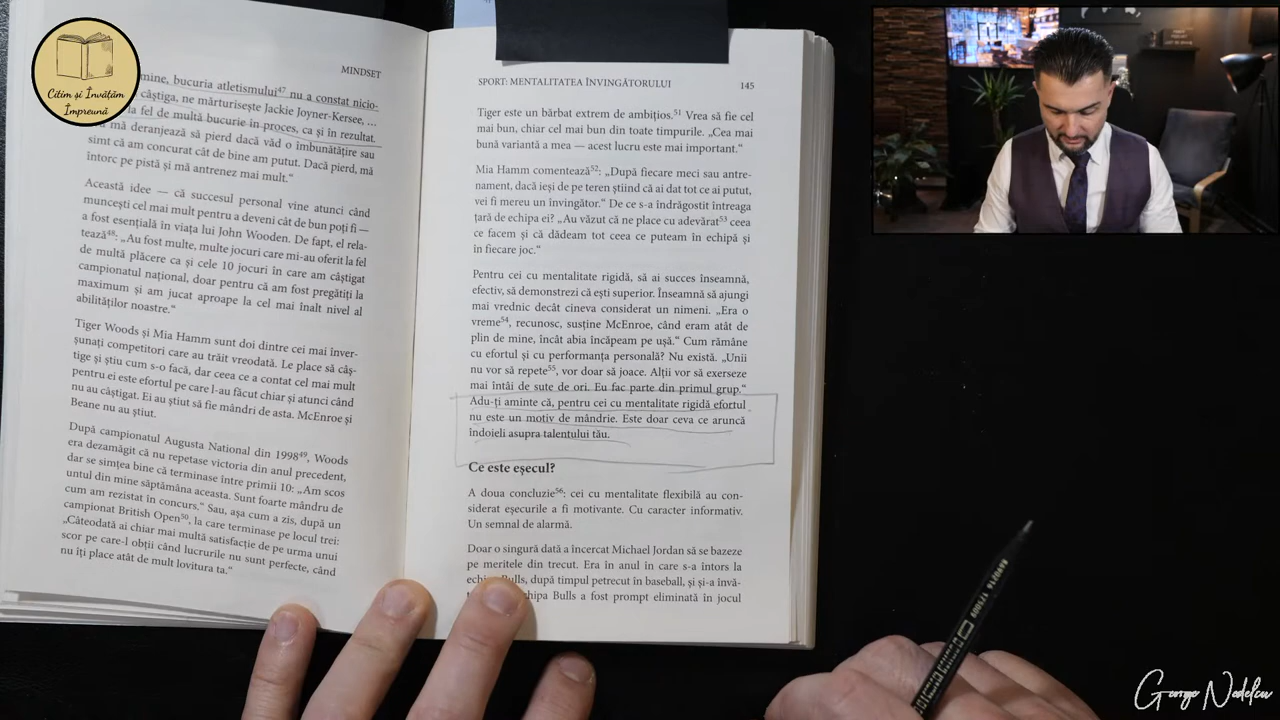 Citim și Învățăm
Împreună
MINDSET
mine, bucuria atletismului⁴⁷ nu a constat nicio-
câștiga, ne mărturisește Jackie Joyner-Kersee, …
la fel de multă bucurie în proces, ca și în rezultat.
mă deranjează să pierd dacă văd o îmbunătățire sau
simt că am concurat cât de bine am putut. Dacă pierd, mă
întorc pe pistă și mă antrenez mai mult.“
Această idee — că succesul personal vine atunci când
muncești cel mai mult pentru a deveni cât de bun poți fi —
a fost esențială în viața lui John Wooden. De fapt, el rela-
tează⁴⁸: „Au fost multe, multe jocuri care mi-au oferit la fel
de multă plăcere ca și cele 10 jocuri în care am câștigat
campionatul național, doar pentru că am fost pregătiți la
maximum și am jucat aproape la cel mai înalt nivel al
abilităților noastre.“
Tiger Woods și Mia Hamm sunt doi dintre cei mai înver-
șunați competitori care au trăit vreodată. Le place să câș-
tige și știu cum s-o facă, dar ceea ce a contat cel mai mult
pentru ei este efortul pe care l-au făcut chiar și atunci când
nu au câștigat. Ei au știut să fie mândri de asta. McEnroe și
Beane nu au știut.
După campionatul Augusta National din 1998⁴⁹, Woods
era dezamăgit că nu repetase victoria din anul precedent,
dar se simțea bine că terminase între primii 10: „Am scos
untul din mine săptămâna aceasta. Sunt foarte mândru de
cum am rezistat în concurs.“ Sau, așa cum a zis, după un
campionat British Open⁵⁰, la care terminase pe locul trei:
„Câteodată ai chiar mai multă satisfacție de pe urma unui
scor pe care-l obții când lucrurile nu sunt perfecte, când
nu îți place atât de mult lovitura ta.“
SPORT: MENTALITATEA ÎNVINGĂTORULUI 145
Tiger este un bărbat extrem de ambițios.⁵¹ Vrea să fie cel
mai bun, chiar cel mai bun din toate timpurile. „Cea mai
bună variantă a mea — acest lucru este mai important.“
Mia Hamm comentează⁵²: „După fiecare meci sau antre-
nament, dacă ieși de pe teren știind că ai dat tot ce ai putut,
vei fi mereu un învingător.“ De ce s-a îndrăgostit întreaga
țară de echipa ei? „Au văzut că ne place cu adevărat⁵³ ceea
ce facem și că dădeam tot ceea ce puteam în echipă și
în fiecare joc.“
Pentru cei cu mentalitate rigidă, să ai succes înseamnă,
efectiv, să demonstrezi că ești superior. Înseamnă să ajungi
mai vrednic decât cineva considerat un nimeni. „Era o
vreme⁵⁴, recunosc, susține McEnroe, când eram atât de
plin de mine, încât abia încăpeam pe ușă.“ Cum rămâne
cu efortul și cu performanța personală? Nu există. „Unii
nu vor să repete⁵⁵, vor doar să joace. Alții vor să exerseze
mai întâi de sute de ori. Eu fac parte din primul grup.“
Adu-ți aminte că, pentru cei cu mentalitate rigidă efortul
nu este un motiv de mândrie. Este doar ceva ce aruncă
îndoieli asupra talentului tău.
Ce este eșecul?
A doua concluzie⁵⁶: cei cu mentalitate flexibilă au con-
siderat eșecurile a fi motivante. Cu caracter informativ.
Un semnal de alarmă.
Doar o singură dată a încercat Michael Jordan să se bazeze
pe meritele din trecut. Era în anul în care s-a întors la
Bulls, după timpul petrecut în baseball, și și-a învă-
echipa Bulls a fost prompt eliminată în jocul
George Nedelcu